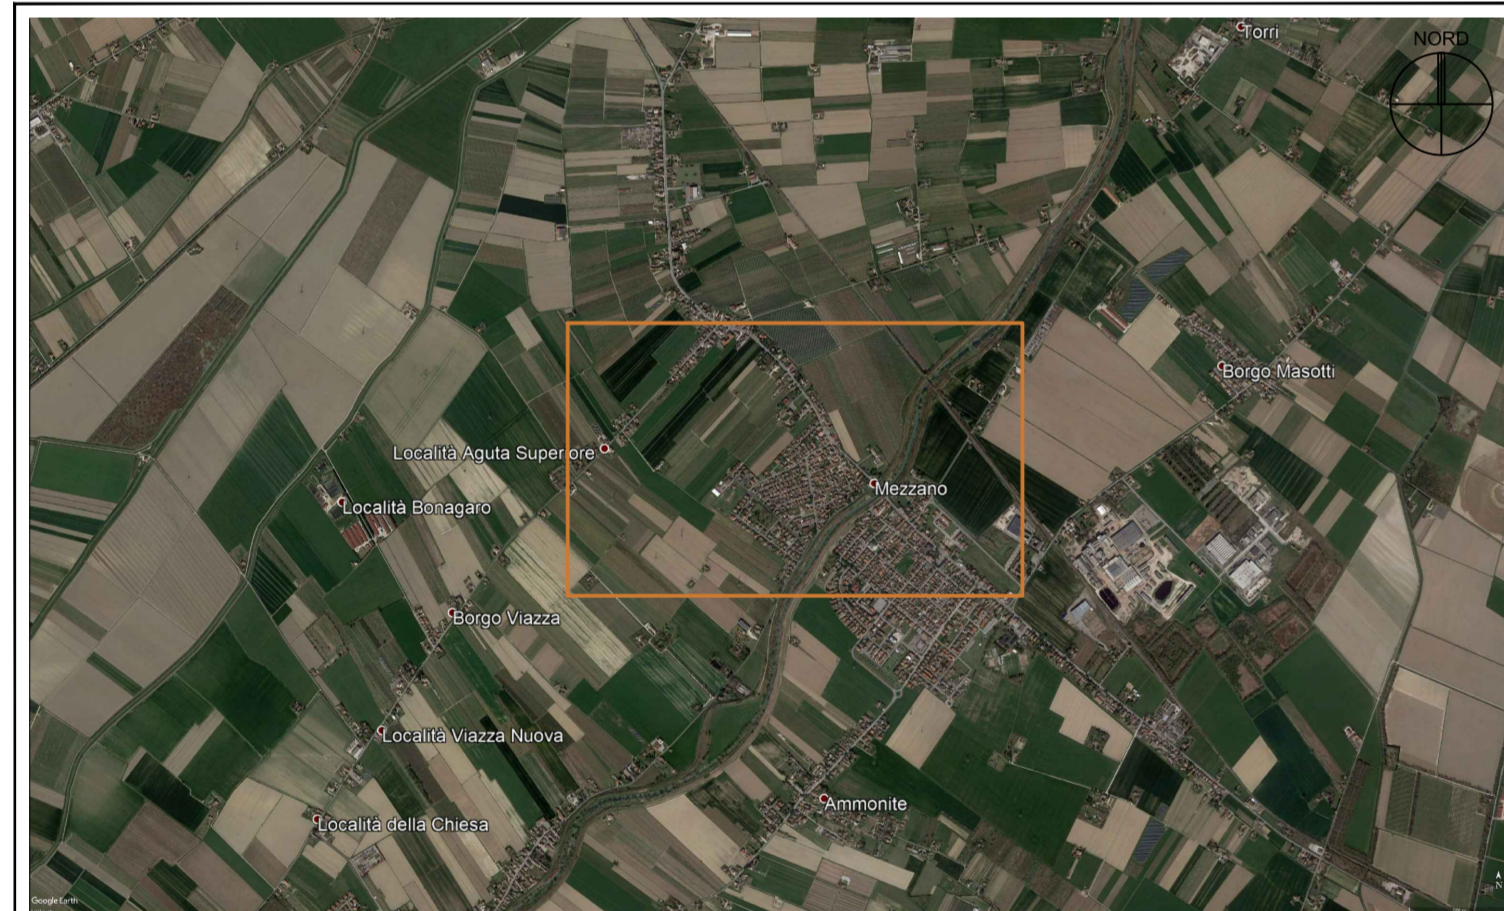 Torri
NORD
Borgo Masotti
Località Aguta Superiore
Mezzano
Località Bonagaro
Borgo Viazza
Località Viazza Nuova
Ammonite
Località della Chiesa
N
Google Earth